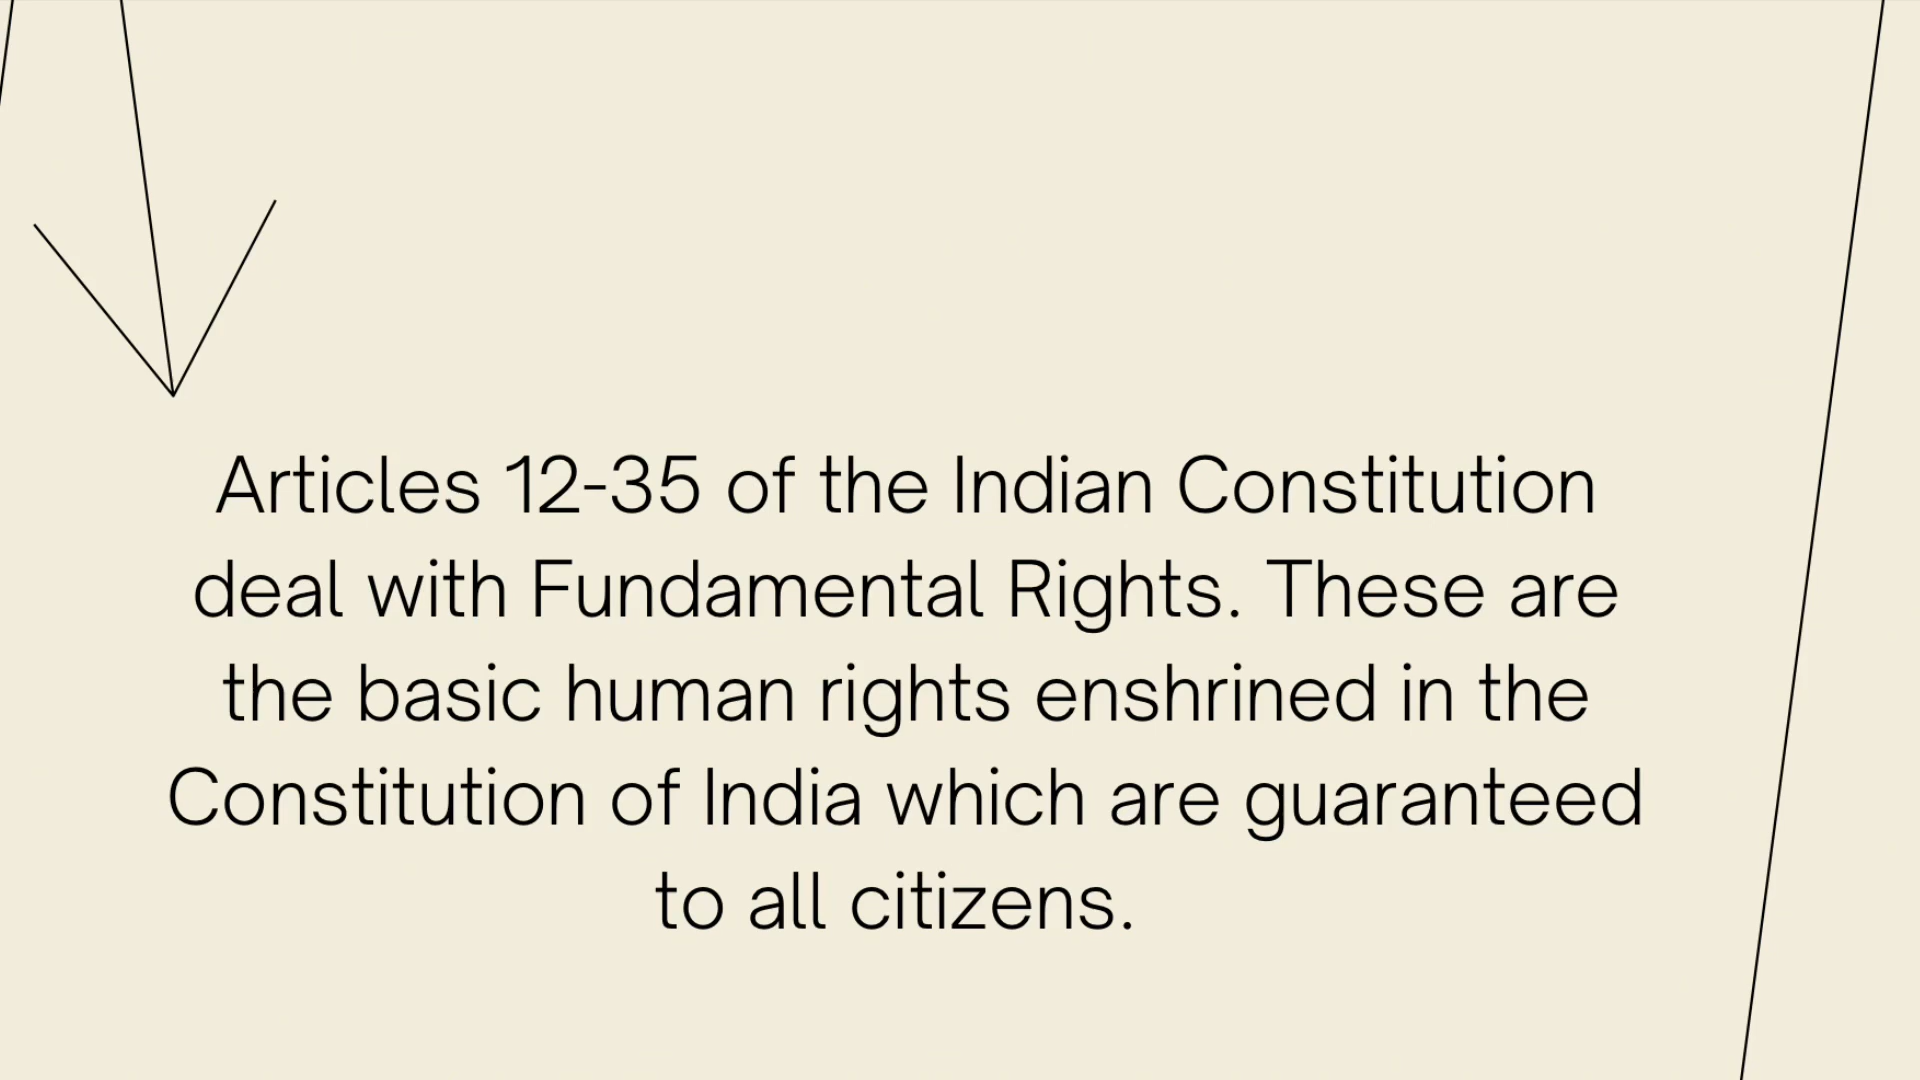 Articles 12-35 of the Indian Constitution
deal with Fundamental Rights. These are
the basic human rights enshrined in the
Constitution of India which are guaranteed
to all citizens.